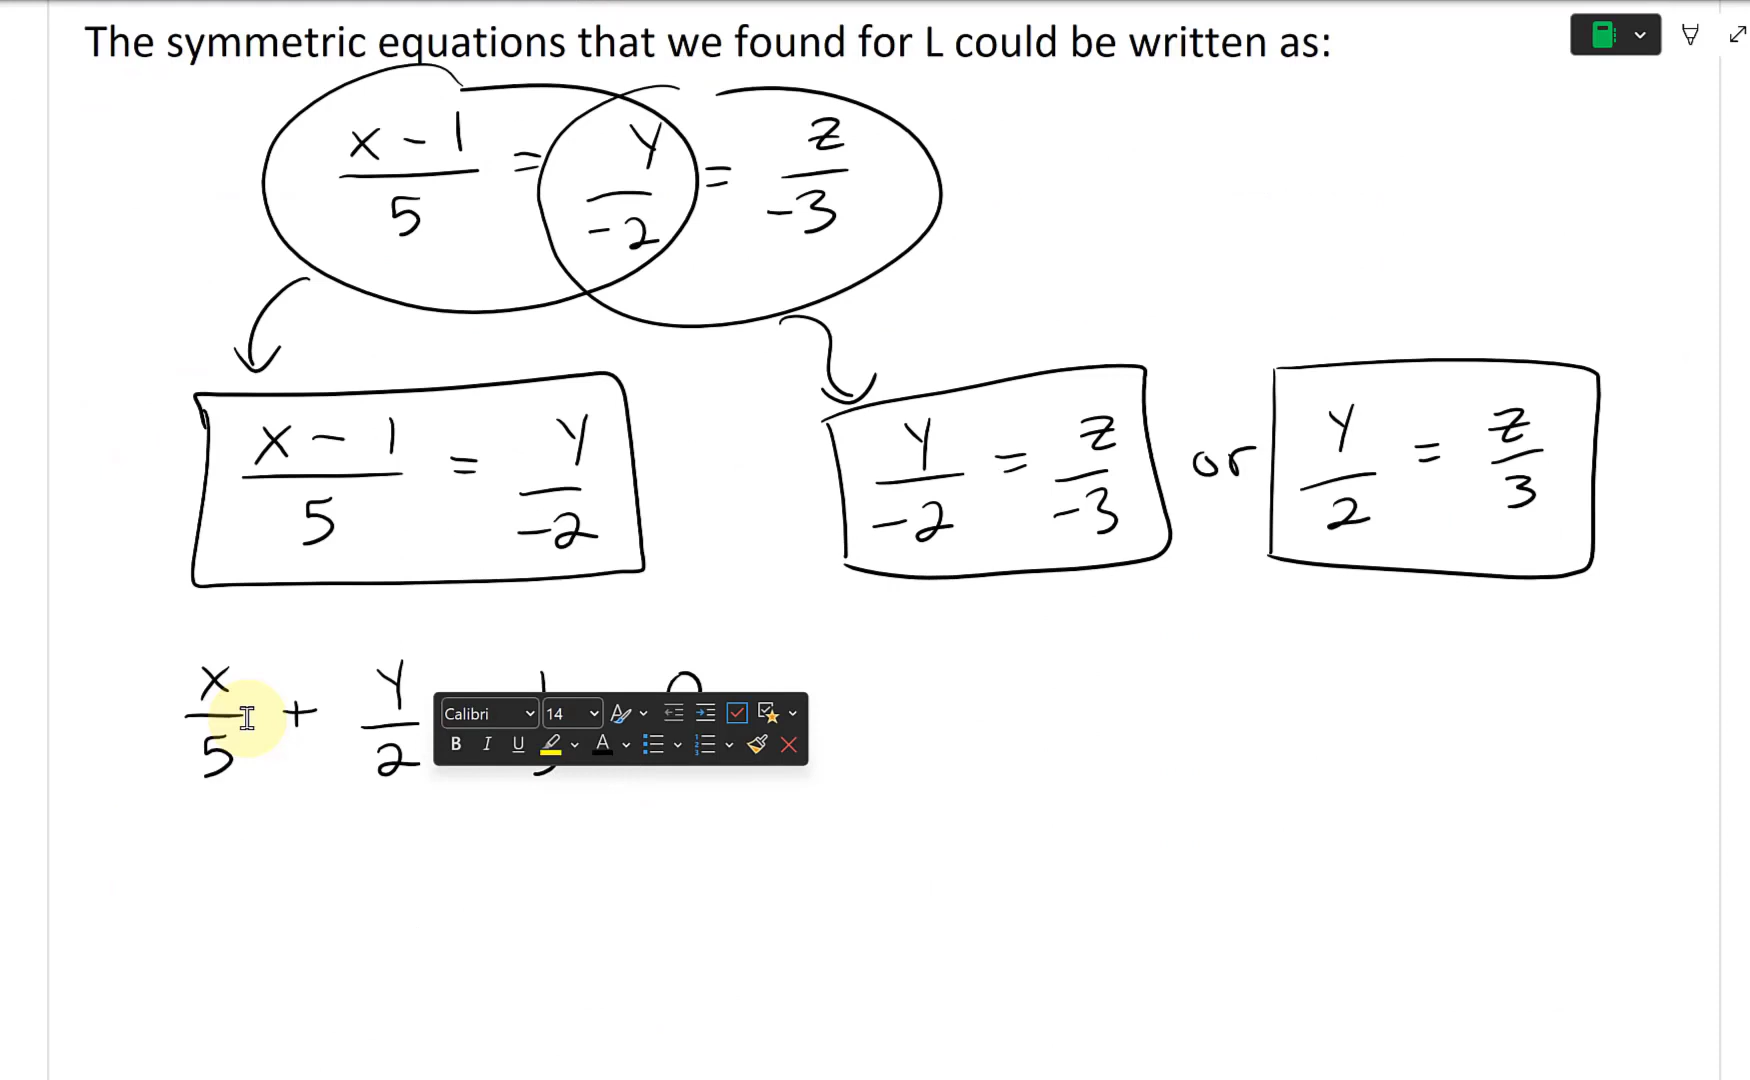 The symmetric equations that we found for L could be written as:
x - 1 / 5 = y / -2 = z / -3
x - 1 / 5 = y / -2    y / -2 = z / -3 or y / 2 = z / 3
x / 5 + y / 2
Calibri 14
B I U A